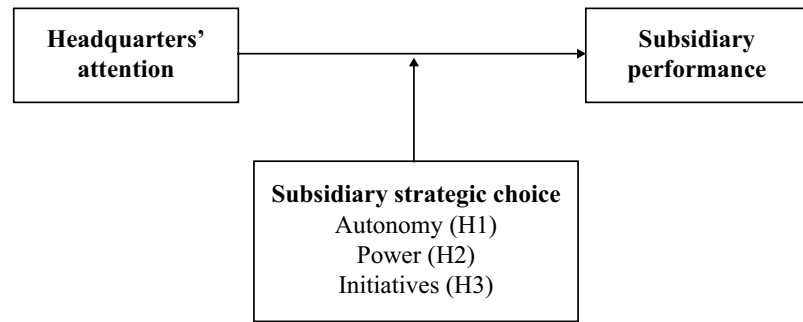 Headquarters’
attention
Subsidiary
performance
Subsidiary strategic choice
Autonomy (H1)
Power (H2)
Initiatives (H3)